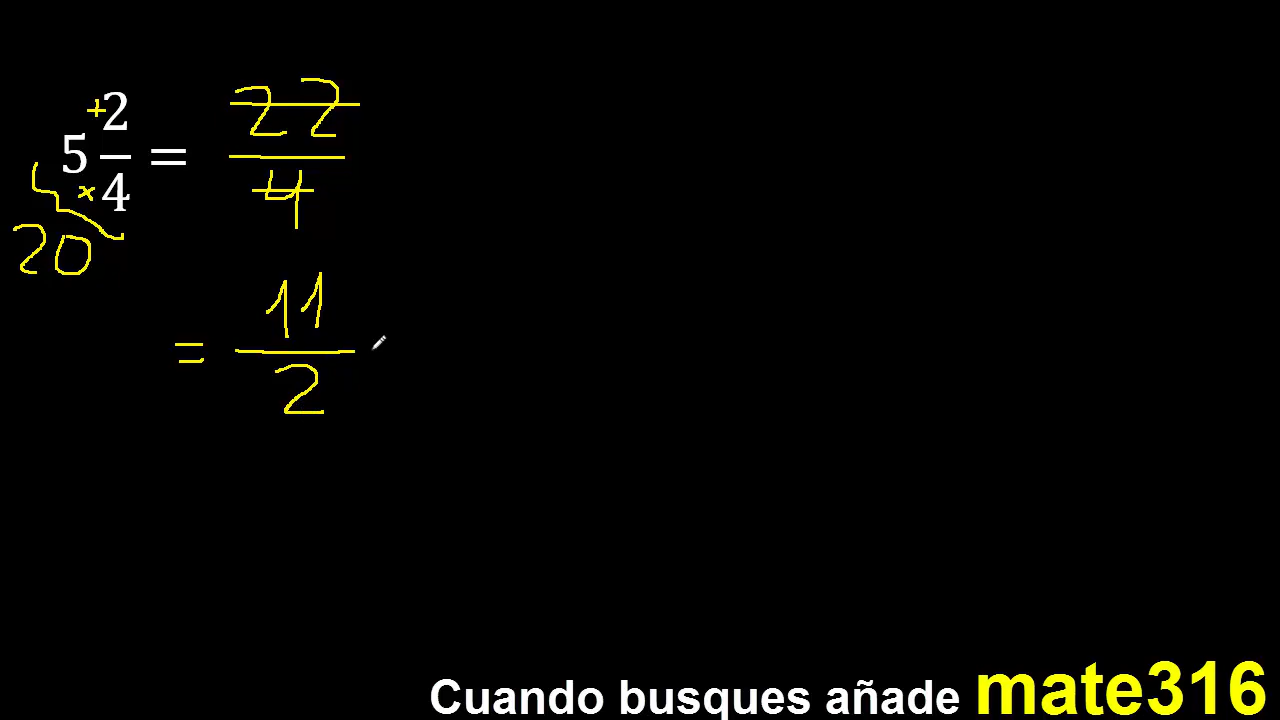 5 2/4 = 22/4
+
×
20
= 11/2
Cuando busques añade mate316